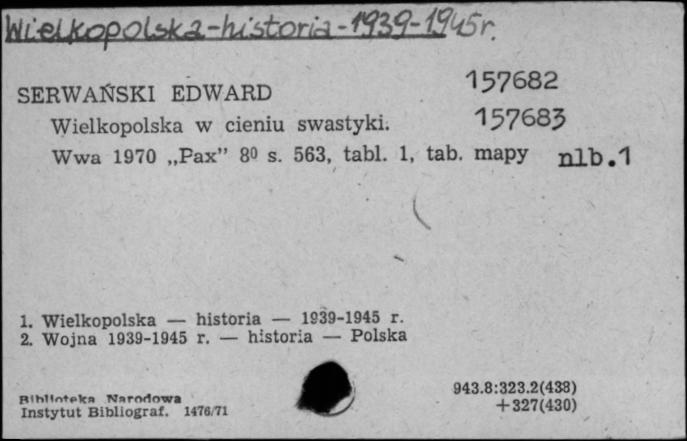 Wielkopolska-historia-1939-1945r.
SERWAŃSKI EDWARD 157682
Wielkopolska w cieniu swastyki. 157683
Wwa 1970 „Pax” 8⁰ s. 563, tabl. 1, tab. mapy nlb.1
1. Wielkopolska — historia — 1939-1945 r.
2. Wojna 1939-1945 r. — historia — Polska
Biblioteka Narodowa 943.8:323.2(438)
Instytut Bibliograf. 1476/71 +327(430)